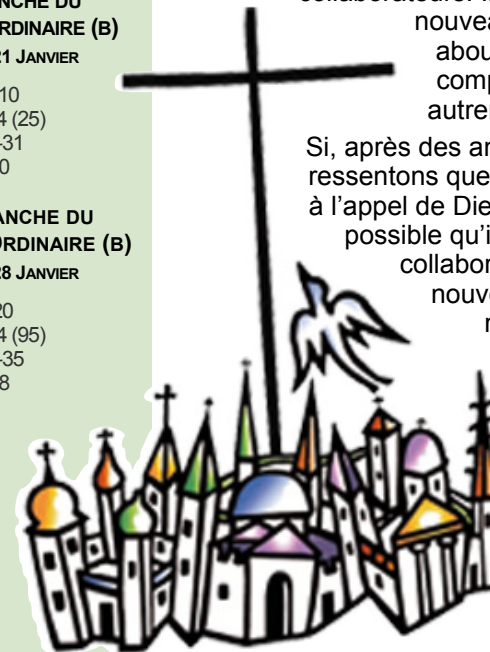 ANCHE DU
RDINAIRE (B)
21 JANVIER
10
4 (25)
-31
0
ANCHE DU
ORDINAIRE (B)
28 JANVIER
20
4 (95)
-35
8
collaborateurs.
nouvea
abou
comp
autre
Si, après des an
ressentons que
à l’appel de Die
possible qu’i
collabor
nouve